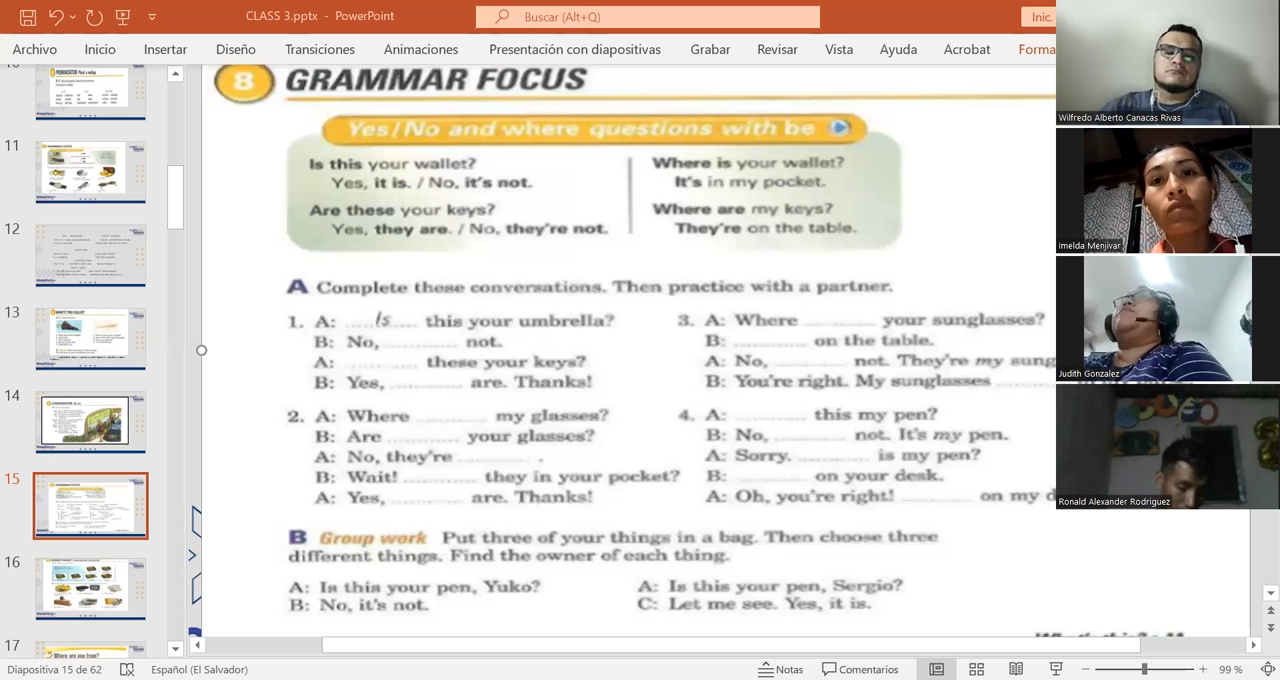 CLASS 3.pptx - PowerPoint
Buscar (Alt+Q)
Inic.
Archivo Inicio Insertar Diseño Transiciones Animaciones Presentación con diapositivas Grabar Revisar Vista Ayuda Acrobat Forma
Wilfredo Alberto Canacas Rivas
Imelda Menjivar
Judith Gonzalez
Ronald Alexander Rodriguez
11
12
13
14
15
16
17
8 GRAMMAR FOCUS
Yes/No and where questions with be
Is this your wallet?
Yes, it is. / No, it's not.
Are these your keys?
Yes, they are. / No, they're not.
Where is your wallet?
It's in my pocket.
Where are my keys?
They're on the table.
A Complete these conversations. Then practice with a partner.
1. A: Is this your umbrella?
B: No, .......... not.
A: .......... these your keys?
B: Yes, .......... are. Thanks!
2. A: Where .......... my glasses?
B: Are .......... your glasses?
A: No, they're .......... .
B: Wait! .......... they in your pocket?
A: Yes, .......... are. Thanks!
3. A: Where .......... your sunglasses?
B: .......... on the table.
A: No, .......... not. They're my sung
B: You're right. My sunglasses ..........
4. A: .......... this my pen?
B: No, .......... not. It's my pen.
A: Sorry. .......... is my pen?
B: .......... on your desk.
A: Oh, you're right! .......... on my d
B Group work Put three of your things in a bag. Then choose three
different things. Find the owner of each thing.
A: Is this your pen, Yuko?
B: No, it's not.
A: Is this your pen, Sergio?
C: Let me see. Yes, it is.
Diapositiva 15 de 62 Español (El Salvador) Notas Comentarios 99 %